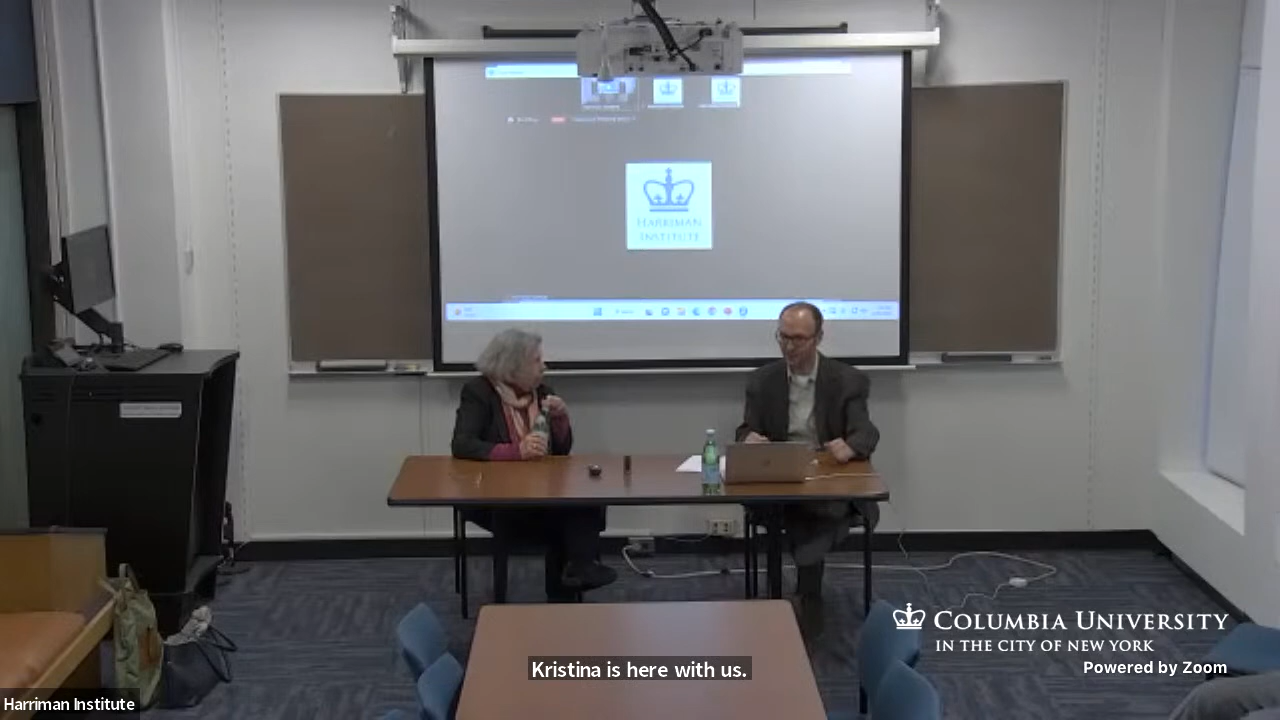 HARRIMAN
INSTITUTE
COLUMBIA UNIVERSITY
IN THE CITY OF NEW YORK
Kristina is here with us.
Powered by Zoom
Harriman Institute